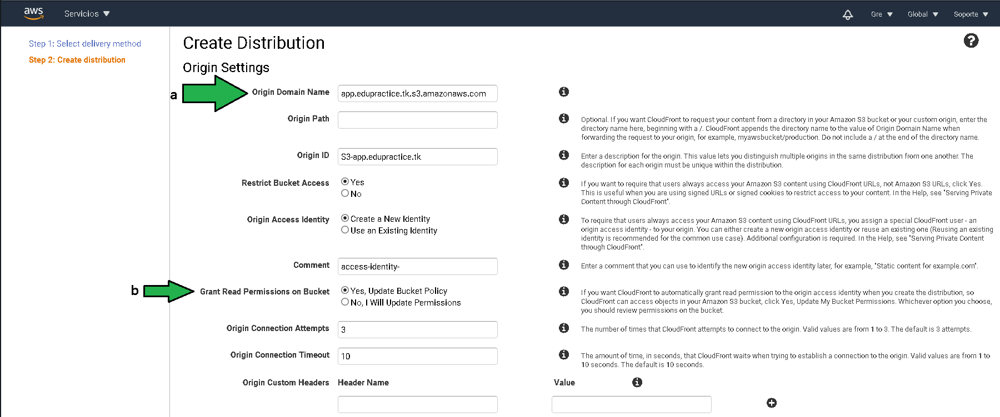 aws
Servicios
Gre
Global
Soporte
Step 1: Select delivery method
Step 2: Create distribution
Create Distribution
?
Origin Settings
a
Origin Domain Name
app.edupractice.tk.s3.amazonaws.com
Origin Path
Optional. If you want CloudFront to request your content from a directory in your Amazon S3 bucket or your custom origin, enter the
directory name here, beginning with a /. CloudFront appends the directory name to the value of Origin Domain Name when
forwarding the request to your origin, for example, myawsbucket/production. Do not include a / at the end of the directory name.
Origin ID
S3-app.edupractice.tk
Enter a description for the origin. This value lets you distinguish multiple origins in the same distribution from one another. The
description for each origin must be unique within the distribution.
Restrict Bucket Access
Yes
No
If you want to require that users always access your Amazon S3 content using CloudFront URLs, not Amazon S3 URLs, click Yes.
This is useful when you are using signed URLs or signed cookies to restrict access to your content. In the Help, see "Serving Private
Content through CloudFront".
Origin Access Identity
Create a New Identity
Use an Existing Identity
To require that users always access your Amazon S3 content using CloudFront URLs, you assign a special CloudFront user - an
origin access identity - to your origin. You can either create a new origin access identity or reuse an existing one (Reusing an existing
identity is recommended for the common use case). Additional configuration is required. In the Help, see "Serving Private Content
through CloudFront".
Comment
access-identity-
Enter a comment that you can use to identify the new origin access identity later, for example, "Static content for example.com".
b
Grant Read Permissions on Bucket
Yes, Update Bucket Policy
No, I Will Update Permissions
If you want CloudFront to automatically grant read permission to the origin access identity when you create the distribution, so
CloudFront can access objects in your Amazon S3 bucket, click Yes, Update My Bucket Permissions. Whichever option you choose,
you should review permissions on the bucket.
Origin Connection Attempts
3
The number of times that CloudFront attempts to connect to the origin. Valid values are from 1 to 3. The default is 3 attempts.
Origin Connection Timeout
10
The amount of time, in seconds, that CloudFront waits when trying to establish a connection to the origin. Valid values are from 1 to
10 seconds. The default is 10 seconds.
Origin Custom Headers
Header Name
Value